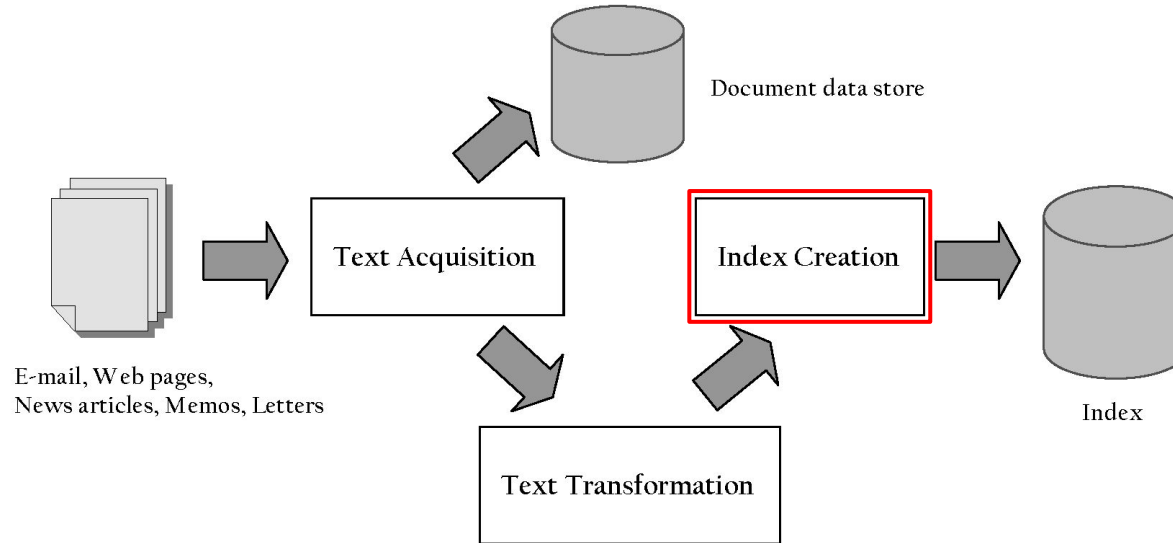 Document data store
Text Acquisition
Index Creation
E-mail, Web pages,
News articles, Memos, Letters
Index
Text Transformation